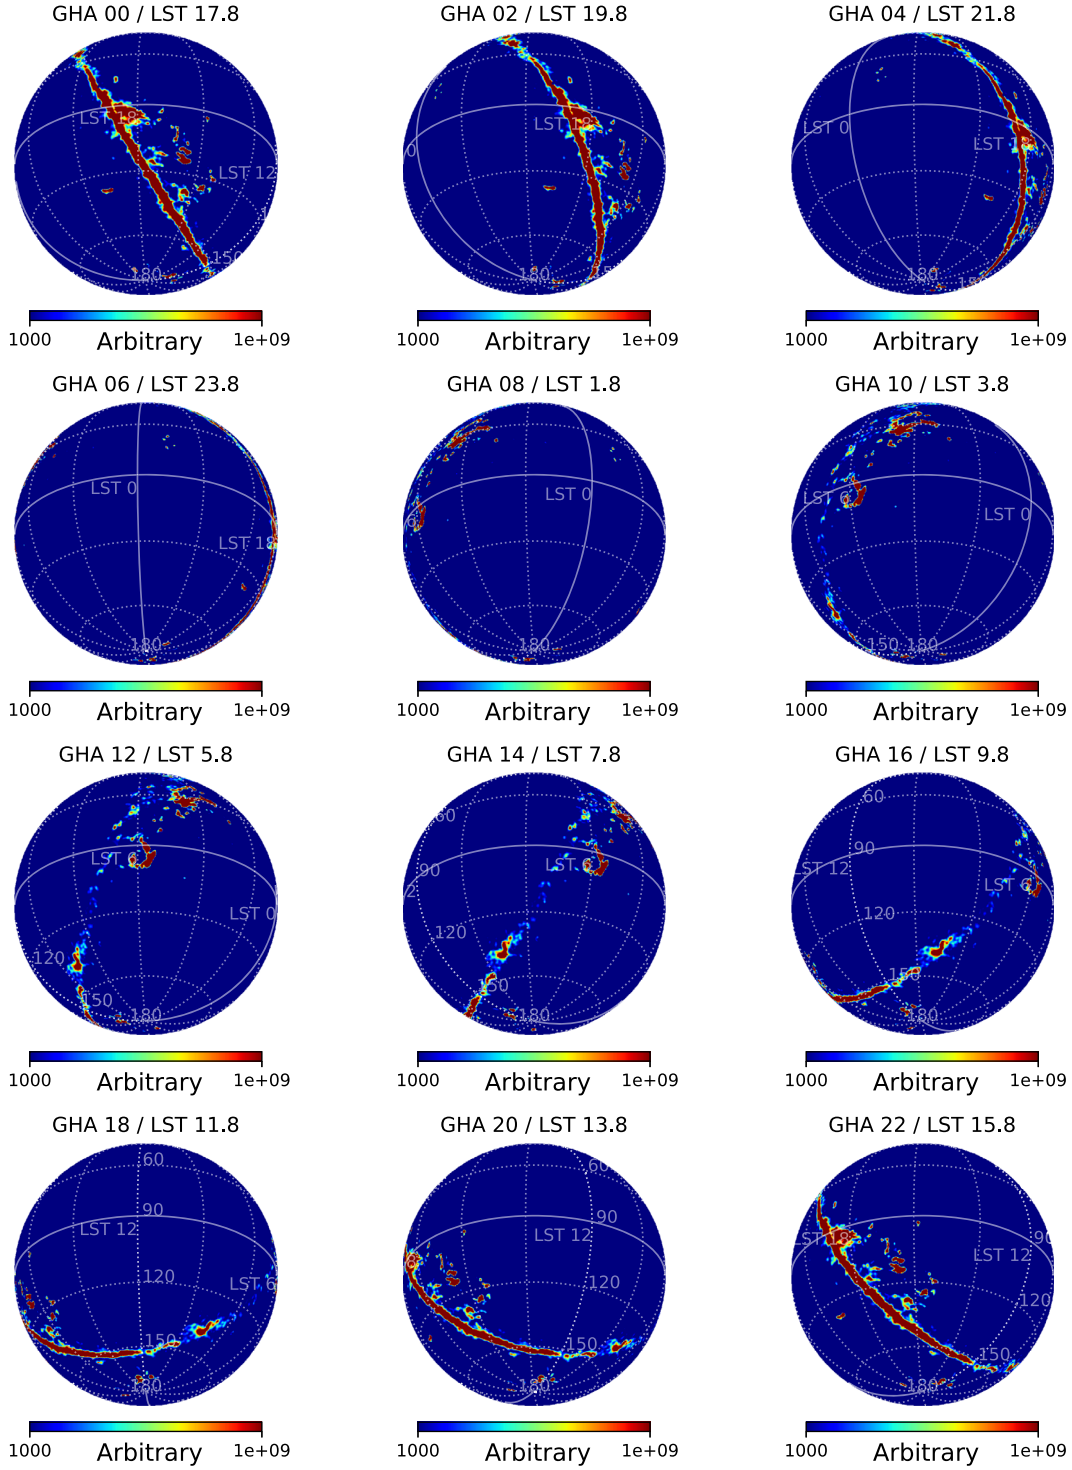 GHA 00 / LST 17.8
GHA 02 / LST 19.8
GHA 04 / LST 21.8
LST 18
LST 12
150
180
LST 18
0
180
LST 0
180
1000 Arbitrary 1e+09
1000 Arbitrary 1e+09
1000 Arbitrary 1e+09
GHA 06 / LST 23.8
GHA 08 / LST 1.8
GHA 10 / LST 3.8
LST 0
LST 18
180
LST 0
6
180
LST 6
LST 0
150
180
1000 Arbitrary 1e+09
1000 Arbitrary 1e+09
1000 Arbitrary 1e+09
GHA 12 / LST 5.8
GHA 14 / LST 7.8
GHA 16 / LST 9.8
LST 6
LST 0
120
150
180
60
LST 6
90
2
120
150
180
60
90
LST 12
LST 6
120
150
180
1000 Arbitrary 1e+09
1000 Arbitrary 1e+09
1000 Arbitrary 1e+09
GHA 18 / LST 11.8
GHA 20 / LST 13.8
GHA 22 / LST 15.8
60
90
LST 12
120
LST 6
150
180
60
90
LST 12
120
150
180
LST 18
90
LST 12
120
150
180
1000 Arbitrary 1e+09
1000 Arbitrary 1e+09
1000 Arbitrary 1e+09